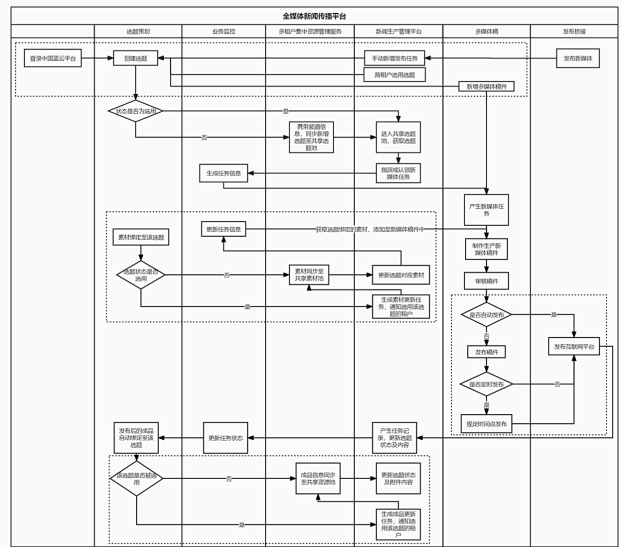 全媒体新闻传播平台
选题策划
业务监控
多租户集中资源管理服务
新闻生产管理平台
多媒体稿
发布桥接
登录中国蓝云平台
创建选题
手动新增发布任务
发布新媒体
跨租户选用选题
新增多媒体稿件
状态是否为选用
是
否
携带频道信
息，同步新增
选题至共享选
题池
进入共享选题
池，获取选题
生成任务信息
指派或认领新
媒体任务
产生新媒体任
务
更新任务信息
获取选题绑定的素材，添加至新媒体稿件中
素材绑定至该选题
制作生产新
媒体稿件
选题状态是否
选用
否
素材同步至
共享素材池
更新选题对应素材
审核稿件
是
生成素材更新任
务，通知选用该选
题的租户
是否自动发布
是
否
发布稿件
发布互联网平台
是否定时发布
否
是
规定时间点发布
发布后的成品
自动绑定至该
选题
更新任务状态
产生任务记
录，更新选题
状态及内容
该选题是否被选
用
否
成品信息同步
至共享资源池
更新选题状态
及附件内容
是
生成成品更新
任务，通知选
用该选题的租
户